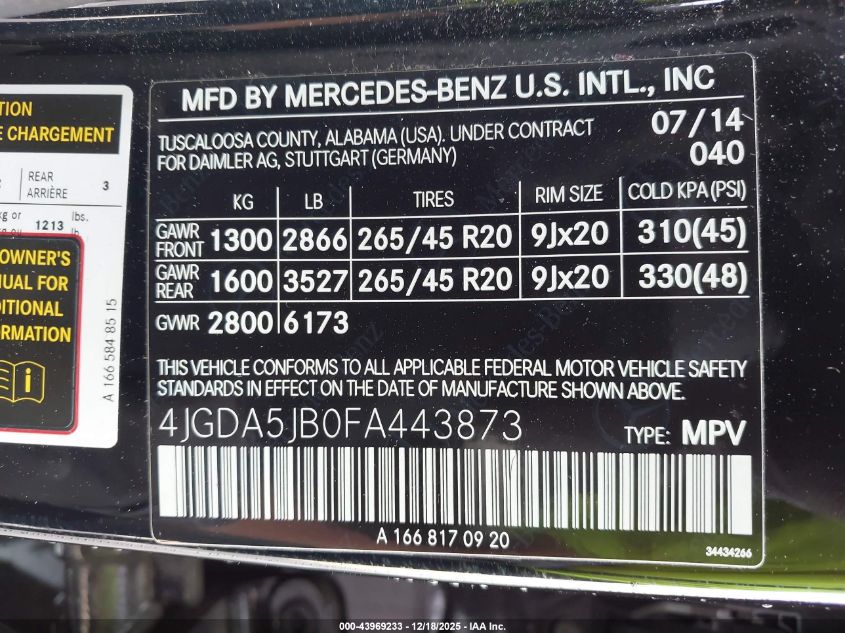 TION
E CHARGEMENT
REAR
ARRIÈRE 3
kg or 1213 lbs.
OWNER'S
NUAL FOR
DITIONAL
ORMATION
A 166 584 85 15
MFD BY MERCEDES-BENZ U.S. INTL., INC
TUSCALOOSA COUNTY, ALABAMA (USA). UNDER CONTRACT 07/14
FOR DAIMLER AG, STUTTGART (GERMANY) 040
KG LB TIRES RIM SIZE COLD KPA (PSI)
GAWR FRONT 1300 2866 265/45 R20 9Jx20 310(45)
GAWR REAR 1600 3527 265/45 R20 9Jx20 330(48)
GVWR 2800 6173
THIS VEHICLE CONFORMS TO ALL APPLICABLE FEDERAL MOTOR VEHICLE SAFETY
STANDARDS IN EFFECT ON THE DATE OF MANUFACTURE SHOWN ABOVE.
4JGDA5JB0FA443873 TYPE: MPV
A 166 817 09 20
34434266
000-43969233 - 12/18/2025 - IAA Inc.